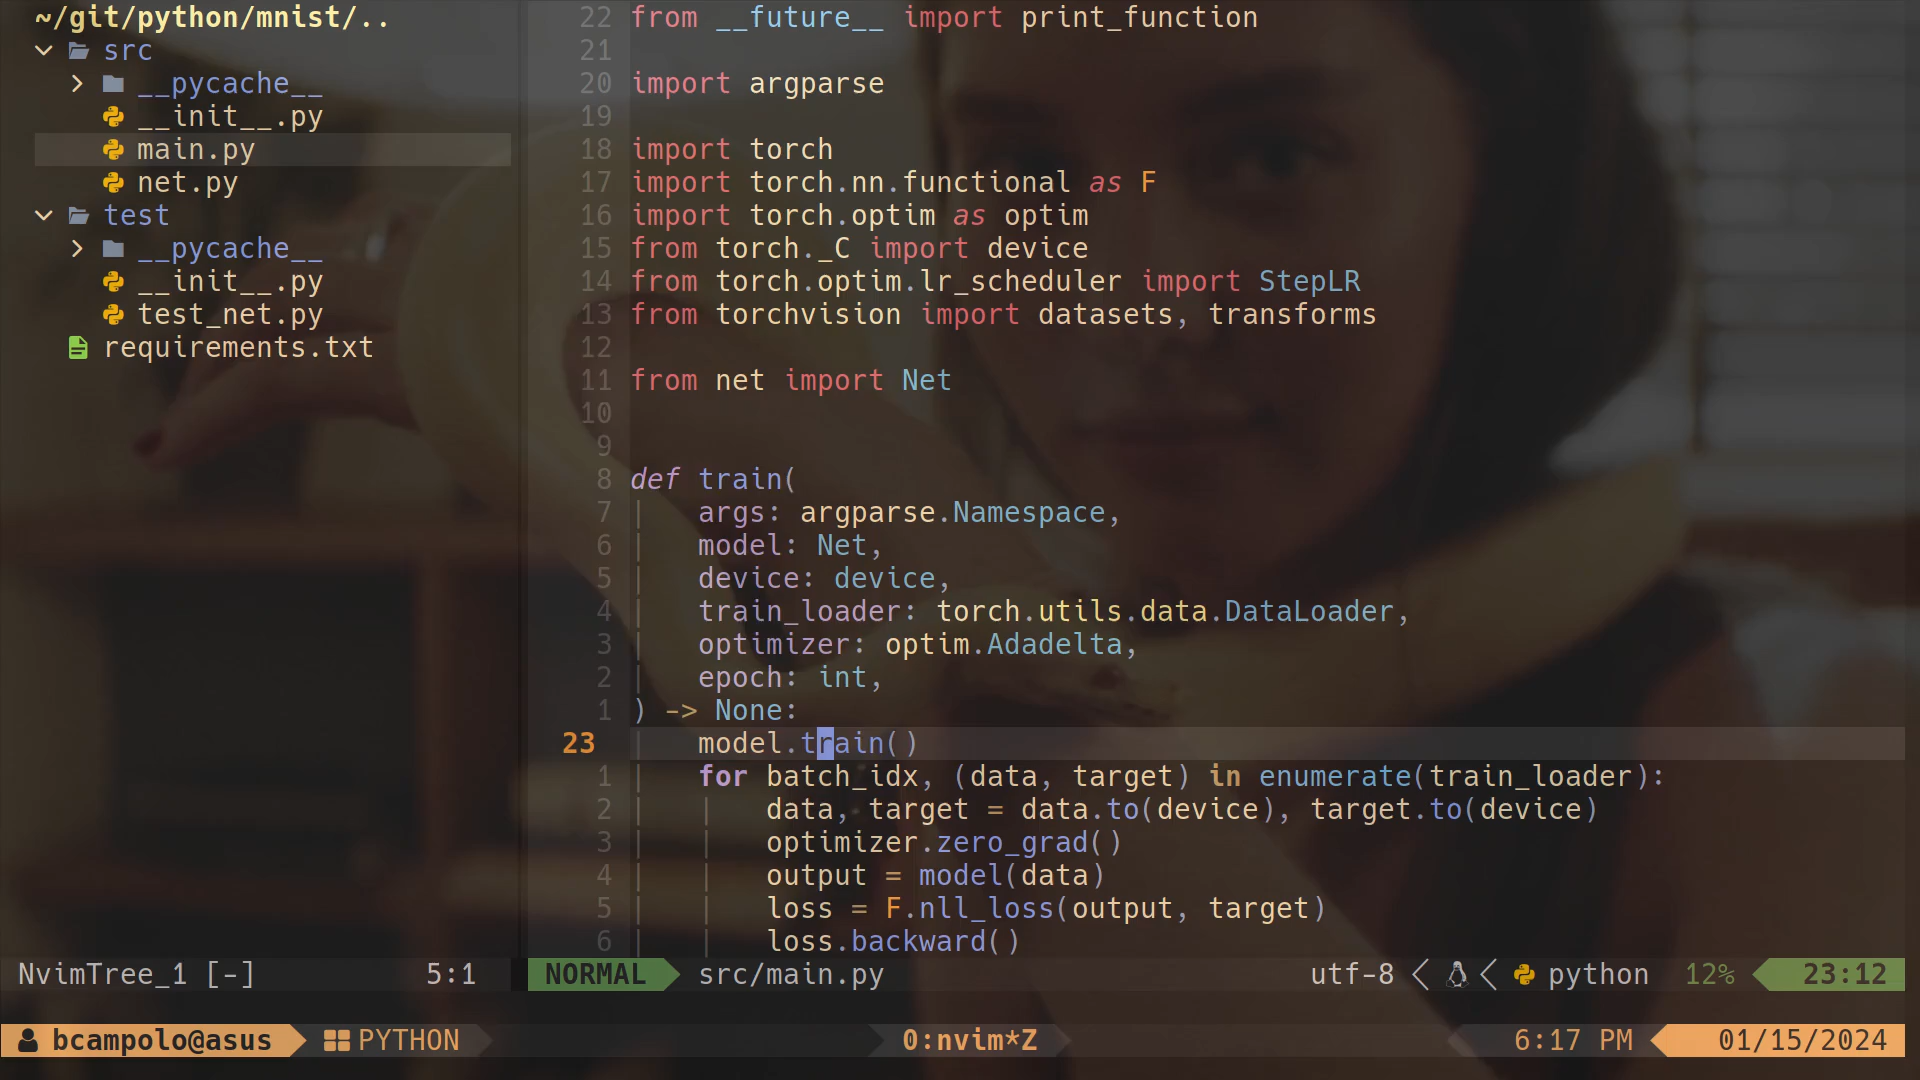 ~/git/python/mnist/..
src
__pycache__
__init__.py
main.py
net.py
test
__pycache__
__init__.py
test_net.py
requirements.txt
22 from __future__ import print_function
21
20 import argparse
19
18 import torch
17 import torch.nn.functional as F
16 import torch.optim as optim
15 from torch._C import device
14 from torch.optim.lr_scheduler import StepLR
13 from torchvision import datasets, transforms
12
11 from net import Net
10
9
8 def train(
7     args: argparse.Namespace,
6     model: Net,
5     device: device,
4     train_loader: torch.utils.data.DataLoader,
3     optimizer: optim.Adadelta,
2     epoch: int,
1 ) -> None:
23     model.train()
1     for batch_idx, (data, target) in enumerate(train_loader):
2         data, target = data.to(device), target.to(device)
3         optimizer.zero_grad()
4         output = model(data)
5         loss = F.nll_loss(output, target)
6         loss.backward()
NvimTree_1 [-] 5:1 NORMAL src/main.py utf-8 python 12% 23:12
bcampolo@asus PYTHON 0:nvim*Z 6:17 PM 01/15/2024